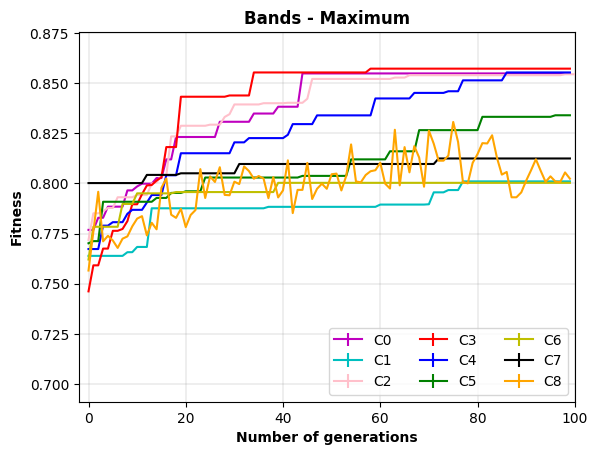 Bands - Maximum
0.875
0.850
0.825
0.800
0.775
0.750
0.725
0.700
Fitness
C0 C3 C6
C1 C4 C7
C2 C5 C8
0 20 40 60 80 100
Number of generations